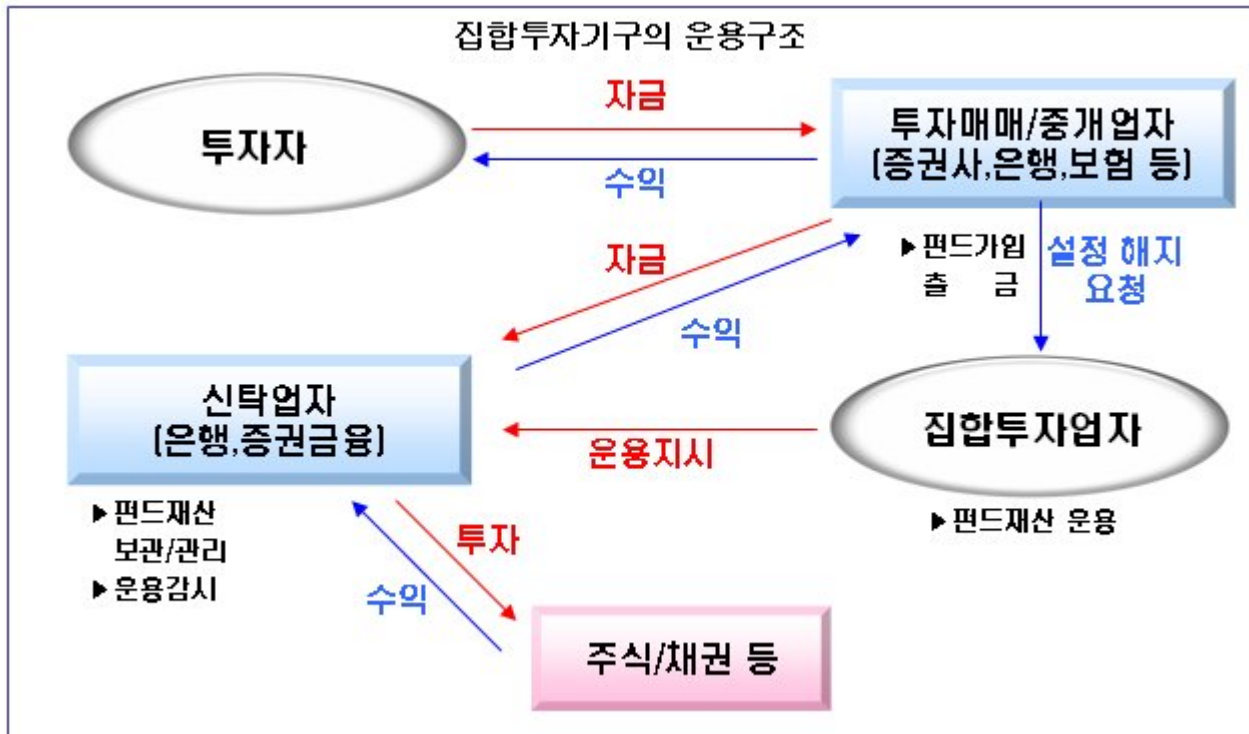 집합투자기구의 운용구조
자금
투자자
투자매매/중개업자
(증권사,은행,보험 등)
수익
자금
▶펀드가입
출 금
설정 해지
요청
수익
신탁업자
(은행,증권금융)
집합투자업자
운용지시
▶펀드재산
보관/관리
▶운용감시
▶펀드재산 운용
투자
수익
주식/채권 등